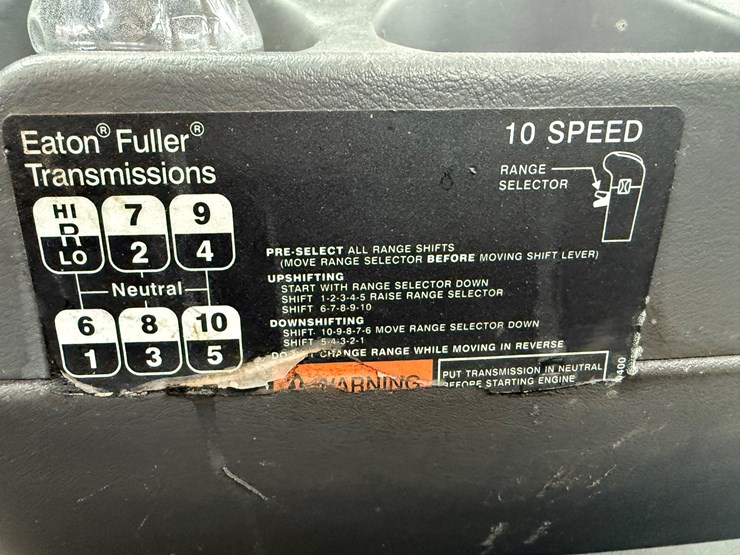 Eaton® Fuller®
Transmissions
10 SPEED
RANGE
SELECTOR
HI 7 9
R
LO 2 4
Neutral
6 8 10
1 3 5
PRE-SELECT ALL RANGE SHIFTS
(MOVE RANGE SELECTOR BEFORE MOVING SHIFT LEVER)
UPSHIFTING
START WITH RANGE SELECTOR DOWN
SHIFT 1-2-3-4-5 RAISE RANGE SELECTOR
SHIFT 6-7-8-9-10
DOWNSHIFTING
SHIFT 10-9-8-7-6 MOVE RANGE SELECTOR DOWN
SHIFT 5-4-3-2-1
DO NOT CHANGE RANGE WHILE MOVING IN REVERSE
WARNING
PUT TRANSMISSION IN NEUTRAL
BEFORE STARTING ENGINE